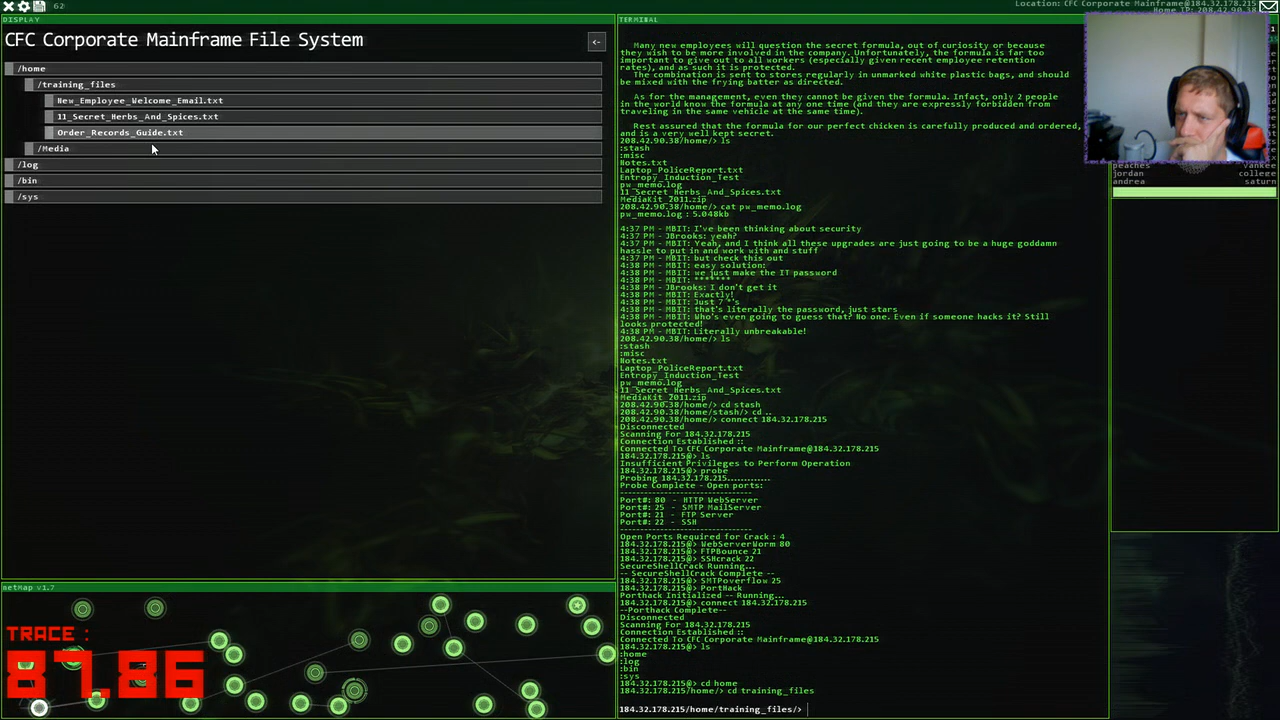 62
Location: CFC Corporate Mainframe@184.32.178.215
Home IP: 208.42.90.38
DISPLAY
CFC Corporate Mainframe File System
<-
/home
/training_files
New_Employee_Welcome_Email.txt
11_Secret_Herbs_And_Spices.txt
Order_Records_Guide.txt
/Media
/log
/bin
/sys
netMap v1.7
TRACE :
87.86
TERMINAL
Many new employees will question the secret formula, out of curiosity or because
they wish to be more involved in the company. Unfortunately, the formula is far too
important to give out to all workers (especially given recent employee retention
rates), and as such it is protected.
The combination is sent to stores regularly in unmarked white plastic bags, and should
be mixed with the frying batter as directed.
As for the management, even they cannot be given the formula. Infact, only 2 people
in the world know the formula at any one time (and they are expressly forbidden from
traveling in the same vehicle at the same time).
Rest assured that the formula for our perfect chicken is carefully produced and ordered,
and is a very well kept secret.
208.42.90.38/home/> ls
:stash
:misc
Notes.txt
Laptop_PoliceReport.txt
Entropy_Induction_Test
pw_memo.log
11_Secret_Herbs_And_Spices.txt
MediaKit_2011.zip
208.42.90.38/home/> cat pw_memo.log
pw_memo.log : 5.048kb
4:37 PM - MBIT: I've been thinking about security
4:37 PM - JBrooks: yeah?
4:37 PM - MBIT: Yeah, and I think all these upgrades are just going to be a huge goddamn
hassle to put in and work with and stuff
4:37 PM - MBIT: but check this out
4:38 PM - MBIT: easy solution:
4:38 PM - MBIT: we just make the IT password
4:38 PM - MBIT: *******
4:38 PM - JBrooks: I don't get it
4:38 PM - MBIT: Exactly!
4:38 PM - MBIT: Just 7 *'s
4:38 PM - MBIT: that's literally the password, just stars
4:38 PM - MBIT: Who's even going to guess that? No one. Even if someone hacks it? Still
looks protected!
4:38 PM - MBIT: Literally unbreakable!
208.42.90.38/home/> ls
:stash
:misc
Notes.txt
Laptop_PoliceReport.txt
Entropy_Induction_Test
pw_memo.log
11_Secret_Herbs_And_Spices.txt
MediaKit_2011.zip
208.42.90.38/home/> cd stash
208.42.90.38/home/stash/> cd ..
208.42.90.38/home/> connect 184.32.178.215
Disconnected
Scanning For 184.32.178.215
Connection Established ::
Connected To CFC Corporate Mainframe@184.32.178.215
184.32.178.215@> ls
Insufficient Privileges to Perform Operation
184.32.178.215@> probe
Probing 184.32.178.215.............
Probe Complete - Open ports:
---------------------------------
Port#: 80 - HTTP WebServer
Port#: 25 - SMTP MailServer
Port#: 21 - FTP Server
Port#: 22 - SSH
---------------------------------
Open Ports Required for Crack : 4
184.32.178.215@> WebServerWorm 80
184.32.178.215@> FTPBounce 21
184.32.178.215@> SSHcrack 22
SecureShellCrack Running...
-- SecureShellCrack Complete --
184.32.178.215@> SMTPoverflow 25
184.32.178.215@> PortHack
Porthack Initialized -- Running...
184.32.178.215@> connect 184.32.178.215
--Porthack Complete--
Disconnected
Scanning For 184.32.178.215
Connection Established ::
Connected To CFC Corporate Mainframe@184.32.178.215
184.32.178.215@> ls
:home
:log
:bin
:sys
184.32.178.215@> cd home
184.32.178.215/home/> cd training_files
184.32.178.215/home/training_files/>
peaches yankee
jordan college
andrea saturn